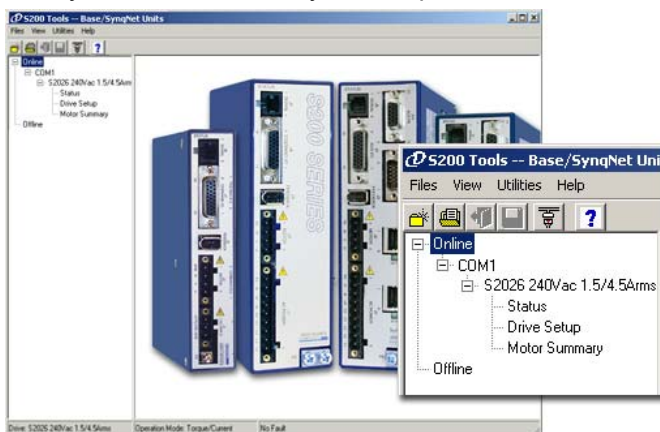 S200 Tools -- Base/SynqNet Units
Files View Utilities Help
Online
COM1
S2026 240Vac 1.5/4.5Arm
Status
Drive Setup
Motor Summary
Offline
S300 SERIES
S200 Tools -- Base/SynqNet Uni
Files View Utilities Help
Online
COM1
S2026 240Vac 1.5/4.5Arms
Status
Drive Setup
Motor Summary
Offline
Drive: S2026 240Vac 1.5/4.5Arms Operation Mode: Torque/Current No Fault